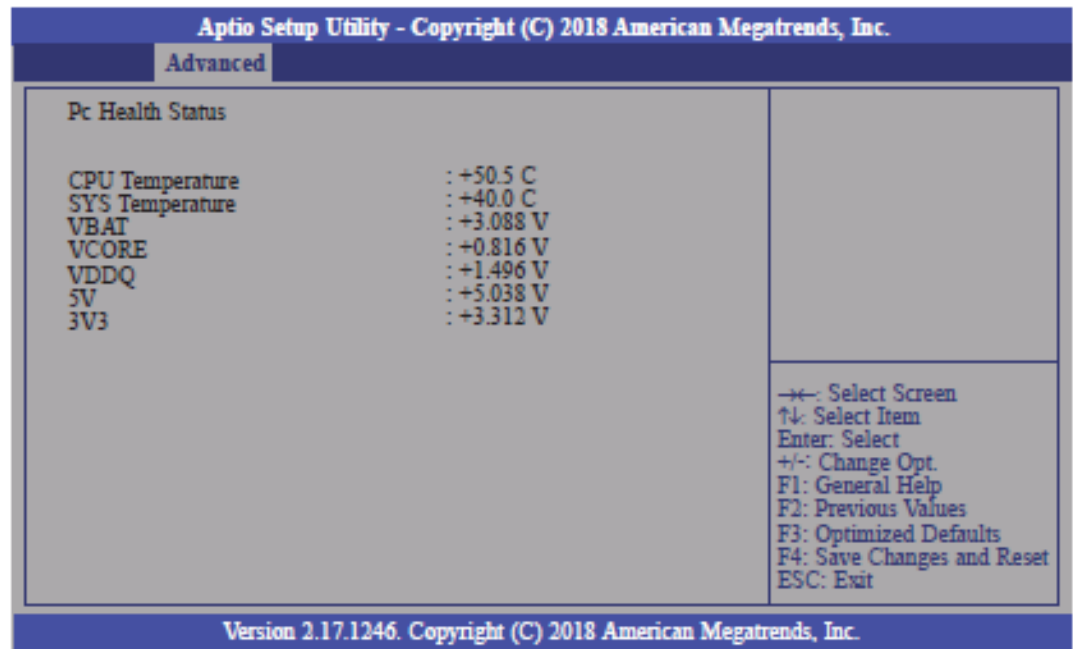 Aptio Setup Utility - Copyright (C) 2018 American Megatrends, Inc.
Advanced
Pc Health Status
CPU Temperature : +50.5 C
SYS Temperature : +40.0 C
VBAT : +3.088 V
VCORE : +0.816 V
VDDQ : +1.496 V
5V : +5.038 V
3V3 : +3.312 V
→←: Select Screen
↑↓: Select Item
Enter: Select
+/-: Change Opt.
F1: General Help
F2: Previous Values
F3: Optimized Defaults
F4: Save Changes and Reset
ESC: Exit
Version 2.17.1246. Copyright (C) 2018 American Megatrends, Inc.